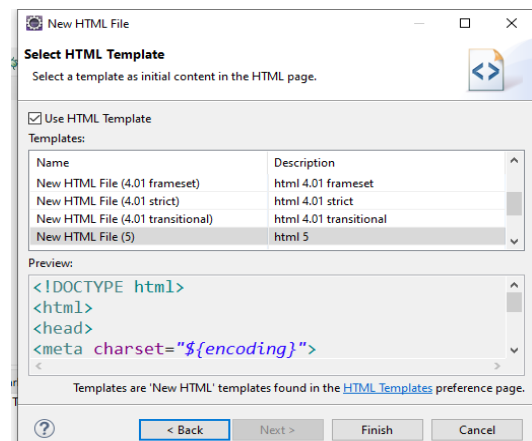 New HTML File
Select HTML Template
Select a template as initial content in the HTML page.
Use HTML Template
Templates:
Name Description
New HTML File (4.01 frameset) html 4.01 frameset
New HTML File (4.01 strict) html 4.01 strict
New HTML File (4.01 transitional) html 4.01 transitional
New HTML File (5) html 5
Preview:
<!DOCTYPE html>
<html>
<head>
<meta charset="${encoding}">
Templates are 'New HTML' templates found in the HTML Templates preference page.
? < Back Next > Finish Cancel